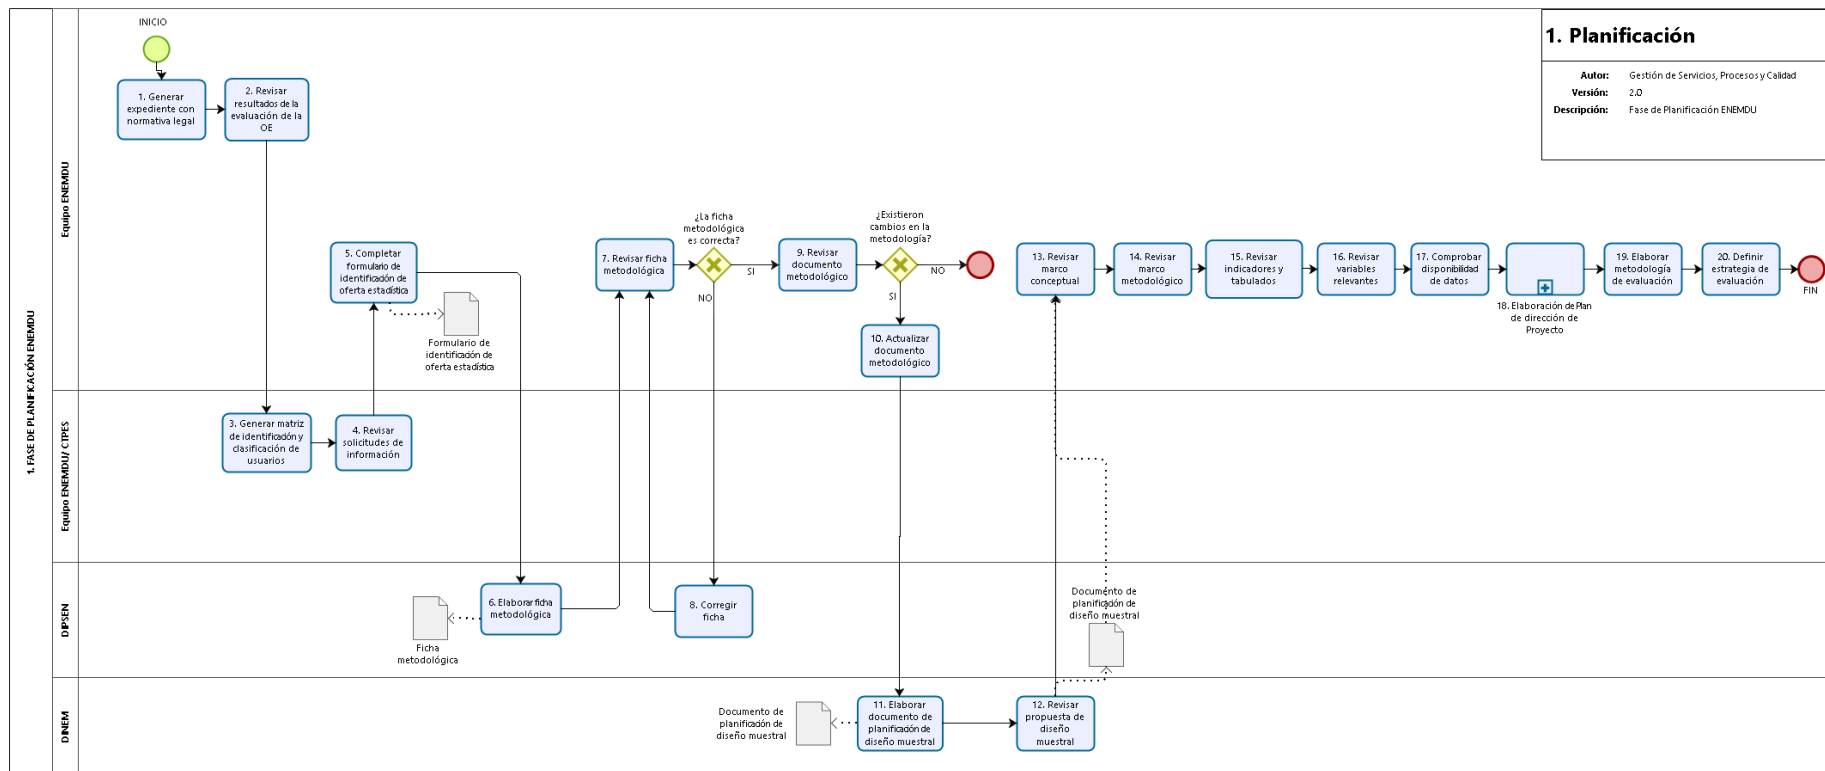 INICIO
1. Planificación
Autor: Gestión de Servicios, Procesos y Calidad
Versión: 2.0
Descripción: Fase de Planificación ENEMDU
1. FASE DE PLANIFICACIÓN ENEMDU
Equipo ENEMDU
1. Generar
expediente con
normativa legal
2. Revisar
resultados de la
evaluación de la
OE
5. Completar
formulario de
identificación de
oferta estadística
Formulario de
identificación de
oferta estadística
7. Revisar ficha
metodológica
¿La ficha
metodológica
es correcta?
SI
NO
9. Revisar
documento
metodológico
¿Existieron
cambios en la
metodología?
NO
SI
10. Actualizar
documento
metodológico
13. Revisar
marco
conceptual
14. Revisar
marco
metodológico
15. Revisar
indicadores y
tabulados
16. Revisar
variables
relevantes
17. Comprobar
disponibilidad
de datos
18. Elaboración de Plan
de dirección de
Proyecto
19. Elaborar
metodología
de evaluación
20. Definir
estrategia de
evaluación
FIN
Equipo ENEMDU/ CTPES
3. Generar matriz
de identificación y
clasificación de
usuarios
4. Revisar
solicitudes de
información
DIPSEN
Ficha
metodológica
6. Elaborar ficha
metodológica
8. Corregir
ficha
Documento de
planificación de
diseño muestral
DINEM
Documento de
planificación de
diseño muestral
11. Elaborar
documento de
planificación de
diseño muestral
12. Revisar
propuesta de
diseño
muestral